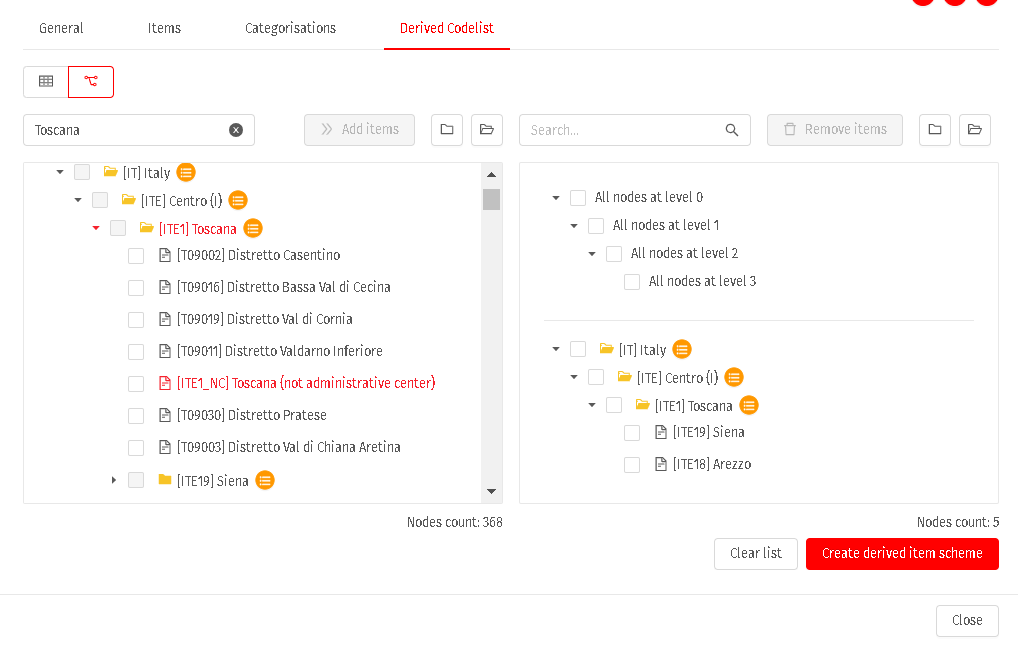 General Items Categorisations Derived Codelist
Toscana Add items Search... Remove items
[IT] Italy
[ITE] Centro (I)
[ITE1] Toscana
[T09002] Distretto Casentino
[T09016] Distretto Bassa Val di Cecina
[T09019] Distretto Val di Cornia
[T09011] Distretto Valdarno Inferiore
[ITE1_NC] Toscana (not administrative center)
[T09030] Distretto Pratese
[T09003] Distretto Val di Chiana Aretina
[ITE19] Siena
Nodes count: 368
All nodes at level 0
All nodes at level 1
All nodes at level 2
All nodes at level 3
[IT] Italy
[ITE] Centro (I)
[ITE1] Toscana
[ITE19] Siena
[ITE18] Arezzo
Nodes count: 5
Clear list Create derived item scheme
Close